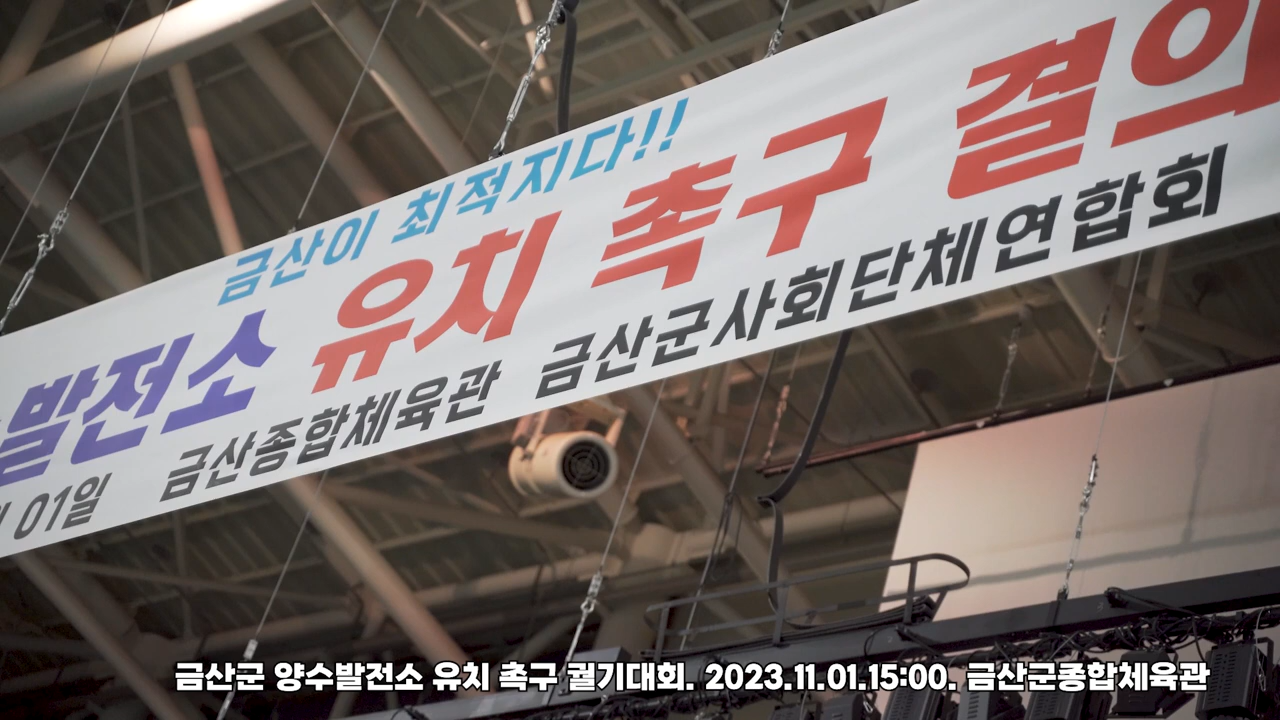 금산이 최적지다!!
발전소 유치 촉구 결의
01일 금산종합체육관 금산군사회단체연합회
금산군 양수발전소 유치 촉구 궐기대회. 2023.11.01.15:00. 금산군종합체육관